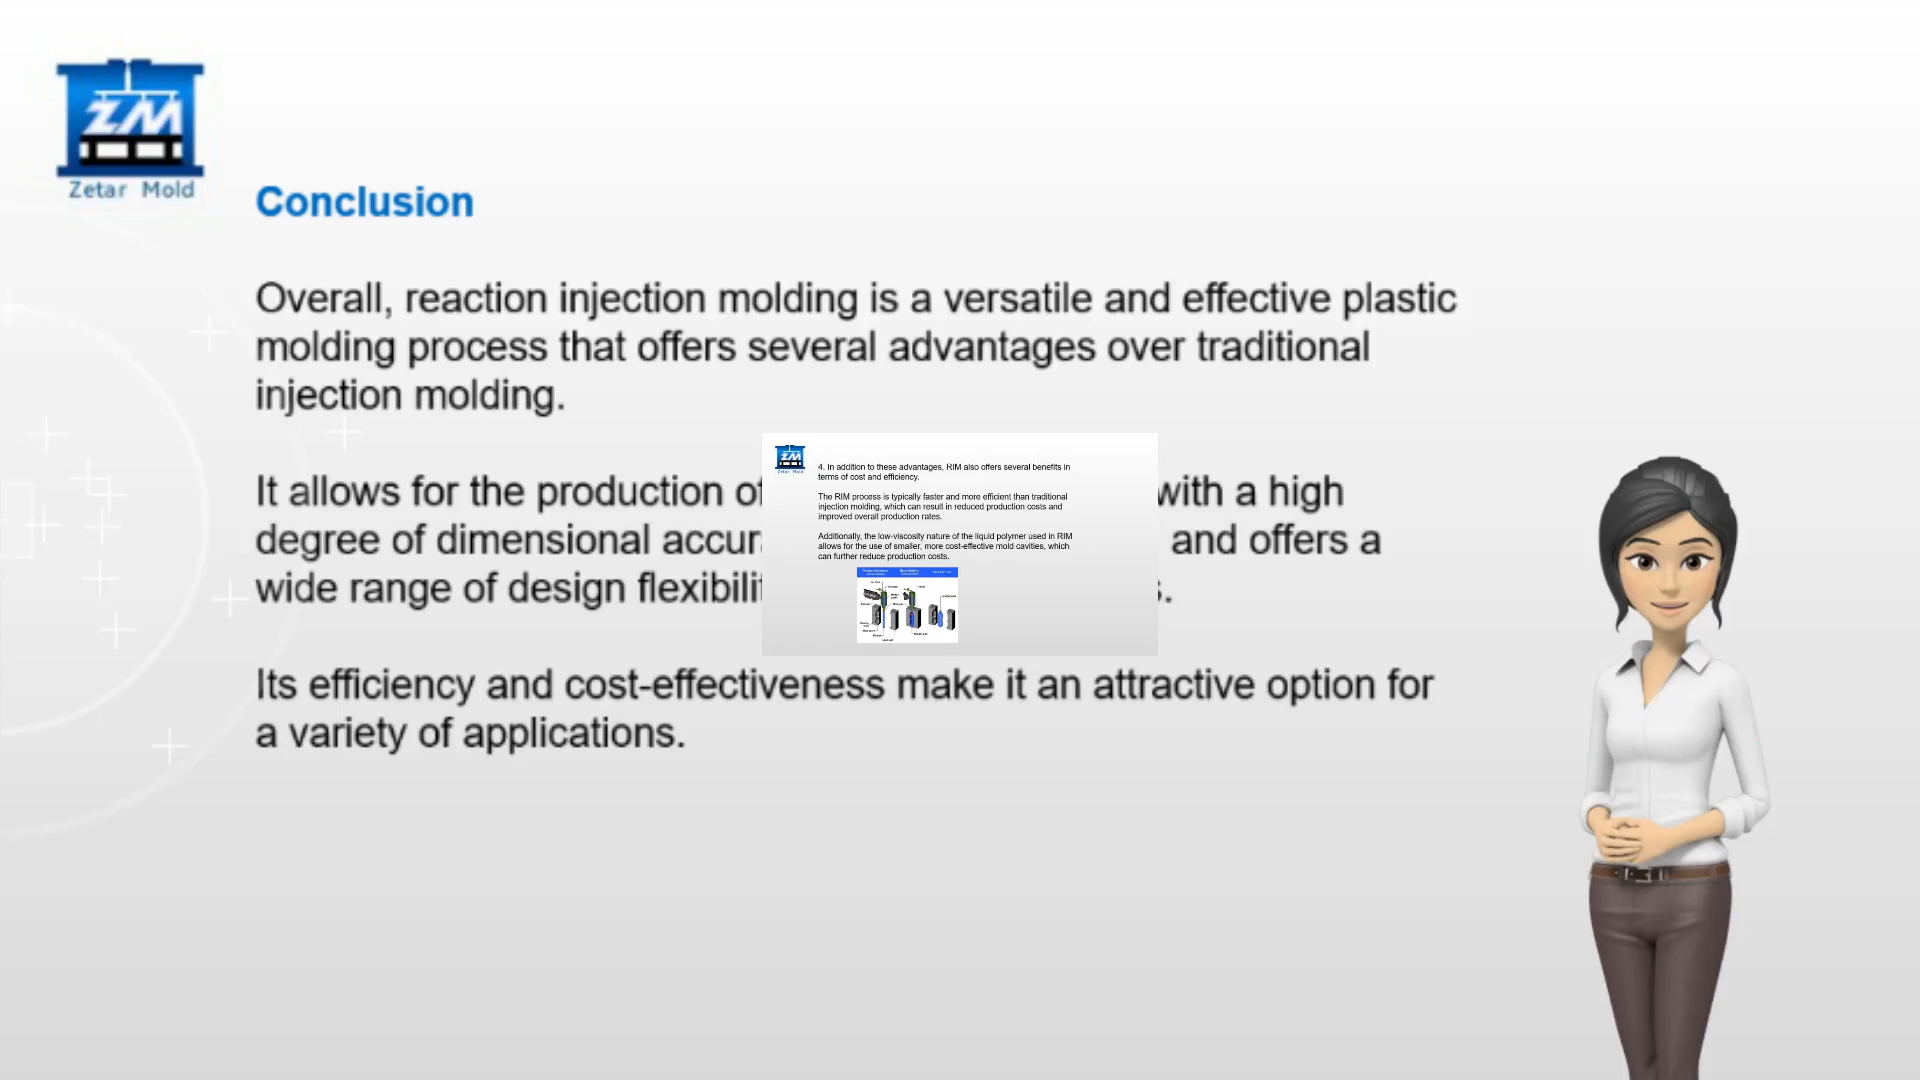 ZM
Zetar Mold
Conclusion
Overall, reaction injection molding is a versatile and effective plastic
molding process that offers several advantages over traditional
injection molding.
It allows for the production of with a high
degree of dimensional and offers a
wide range of design
Its efficiency and cost-effectiveness make it an attractive option for
a variety of applications.
ZM
Zetar Mold
4. In addition to these advantages, RIM also offers several benefits in
terms of cost and efficiency.
The RIM process is typically faster and more efficient than traditional
injection molding, which can result in reduced production costs and
improved overall production rates.
Additionally, the low-viscosity nature of the liquid polymer used in RIM
allows for the use of smaller, more cost-effective mold cavities, which
can further reduce production costs.